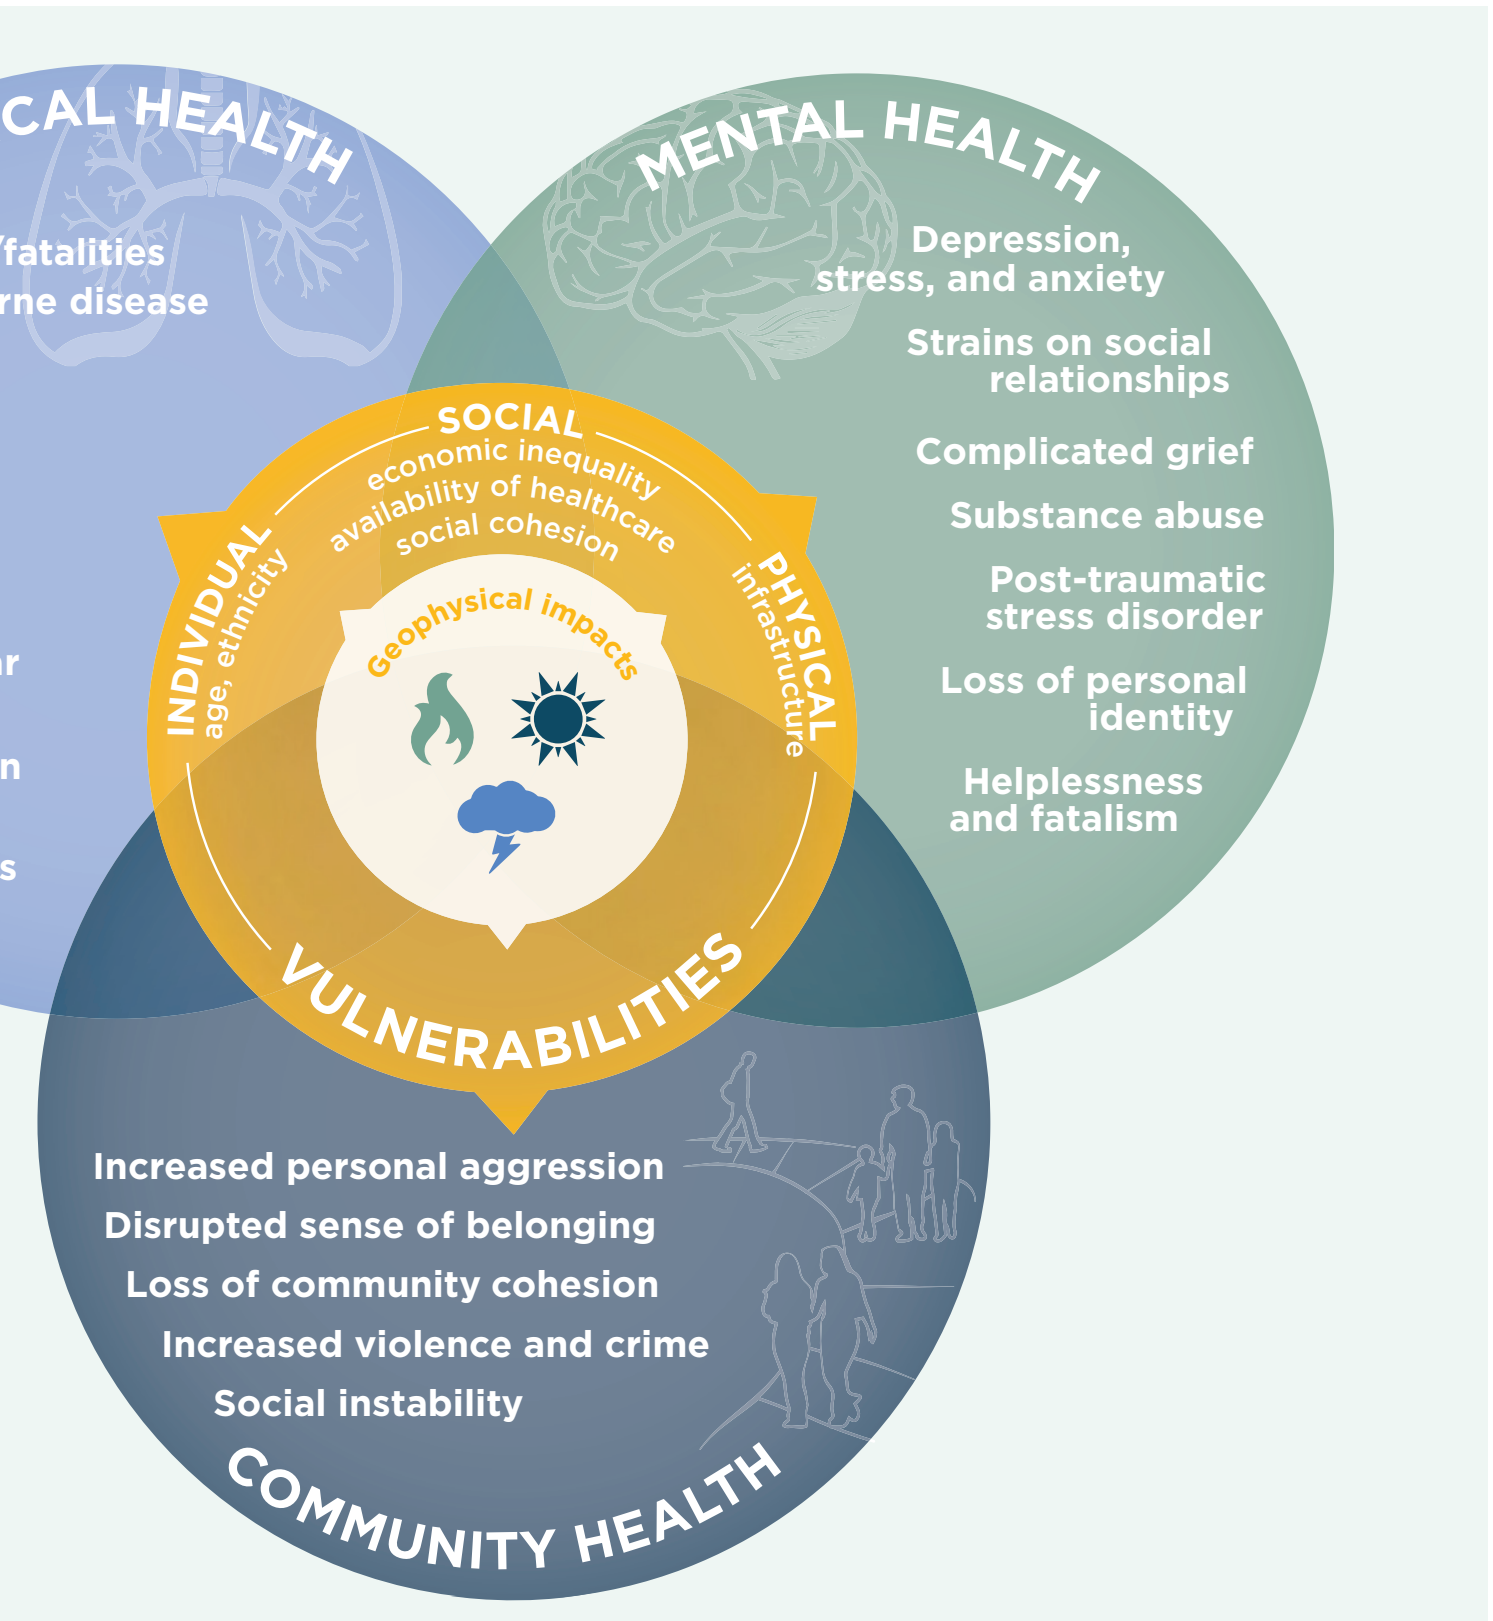 CAL HEALTH
/fatalities
rne disease
ar
n
s
MENTAL HEALTH
Depression,
stress, and anxiety
Strains on social
relationships
Complicated grief
Substance abuse
Post-traumatic
stress disorder
Loss of personal
identity
Helplessness
and fatalism
SOCIAL
economic inequality
availability of healthcare
social cohesion
INDIVIDUAL
age, ethnicity
PHYSICAL
infrastructure
Geophysical impacts
VULNERABILITIES
Increased personal aggression
Disrupted sense of belonging
Loss of community cohesion
Increased violence and crime
Social instability
COMMUNITY HEALTH